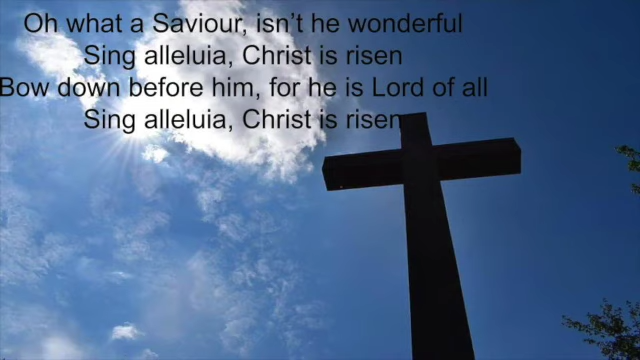 Oh what a Saviour, isn’t he wonderful
Sing alleluia, Christ is risen
Bow down before him, for he is Lord of all
Sing alleluia, Christ is risen